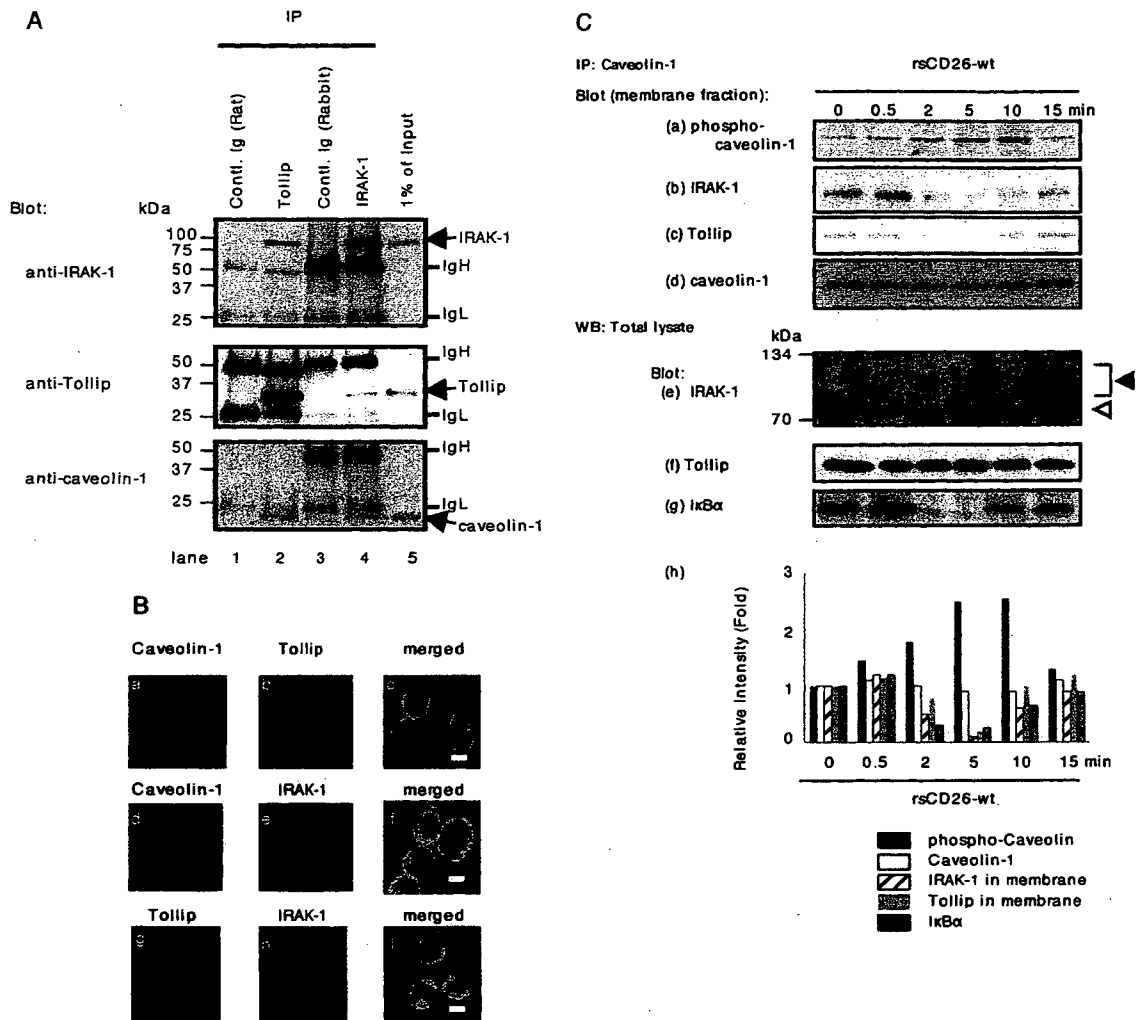 A
IP
Contl. Ig (Rat)
Tollip
Contl. Ig (Rabbit)
IRAK-1
1% of Input
Blot:
kDa
anti-IRAK-1
100
75
50
37
25
IRAK-1
IgH
IgL
anti-Tollip
50
37
25
IgH
Tollip
IgL
anti-caveolin-1
50
37
25
IgH
IgL
caveolin-1
lane 1 2 3 4 5
B
Caveolin-1 Tollip merged
Caveolin-1 IRAK-1 merged
Tollip IRAK-1 merged
C
IP: Caveolin-1
rsCD26-wt
Blot (membrane fraction):
0 0.5 2 5 10 15 min
(a) phospho-
caveolin-1
(b) IRAK-1
(c) Tollip
(d) caveolin-1
WB: Total lysate
kDa
134
Blot:
(e) IRAK-1
70
(f) Tollip
(g) IκBα
(h)
Relative Intensity (Fold)
3
2
1
0
0 0.5 2 5 10 15 min
rsCD26-wt
phospho-Caveolin
Caveolin-1
IRAK-1 in membrane
Tollip in membrane
IκBα